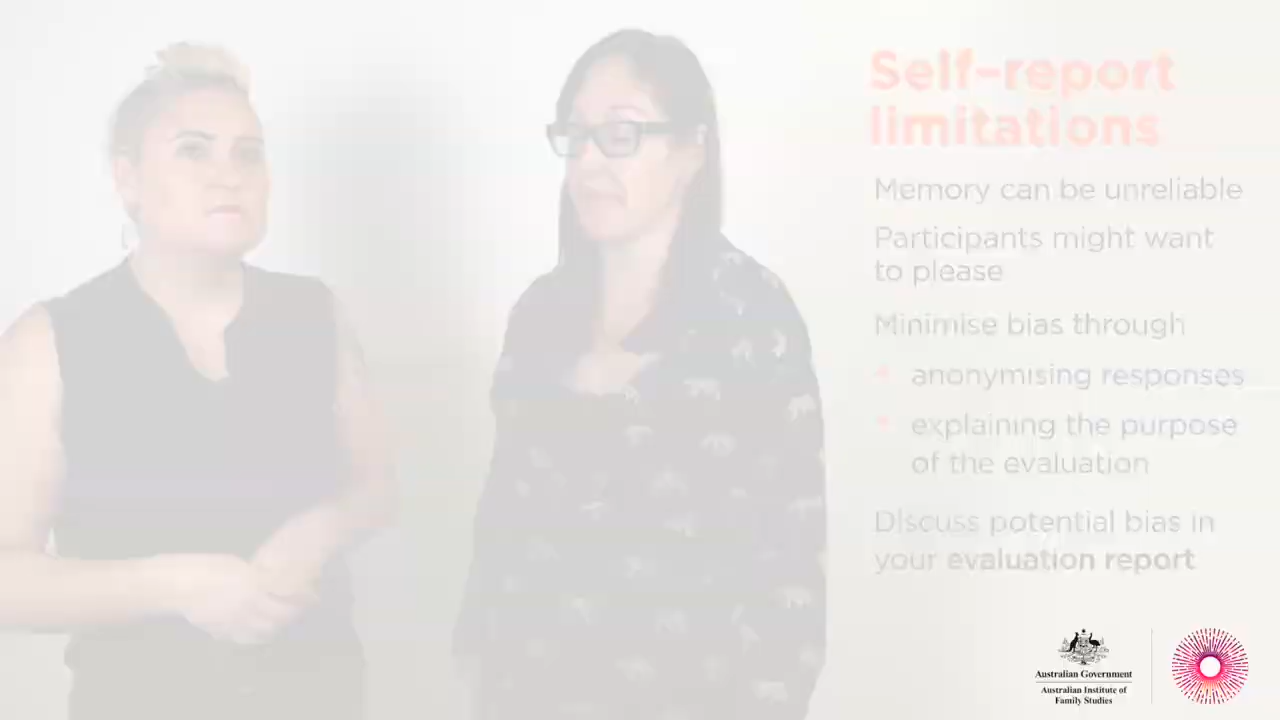 Self-report
limitations
Memory can be unreliable
Participants might want
to please
Minimise bias through
anonymising responses
explaining the purpose
of the evaluation
Discuss potential bias in
your evaluation report
Australian Government
Australian Institute of
Family Studies